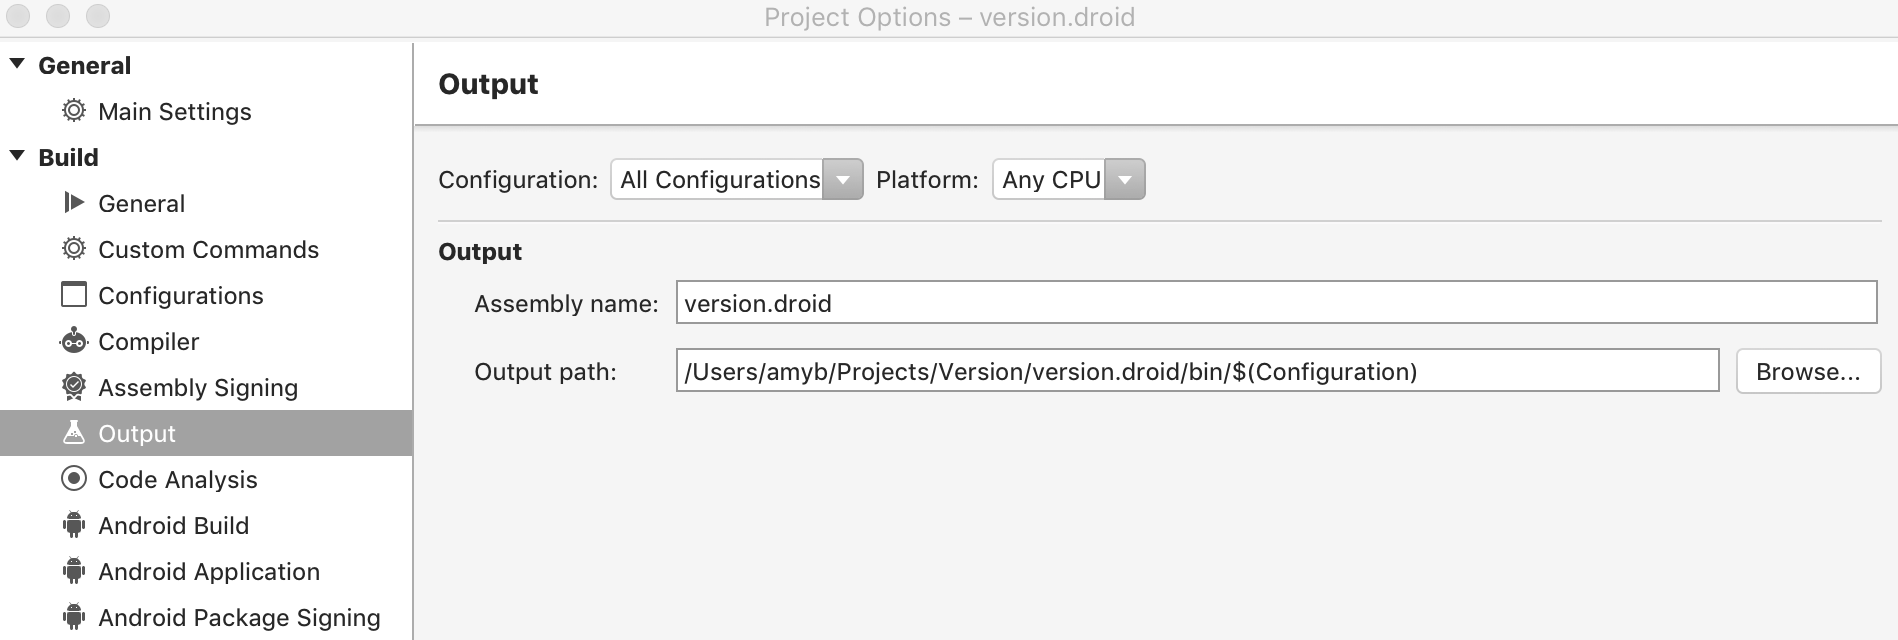 Project Options – version.droid
General
Main Settings
Build
General
Custom Commands
Configurations
Compiler
Assembly Signing
Output
Code Analysis
Android Build
Android Application
Android Package Signing
Output
Configuration: All Configurations Platform: Any CPU
Output
Assembly name: version.droid
Output path: /Users/amyb/Projects/Version/version.droid/bin/$(Configuration) Browse...